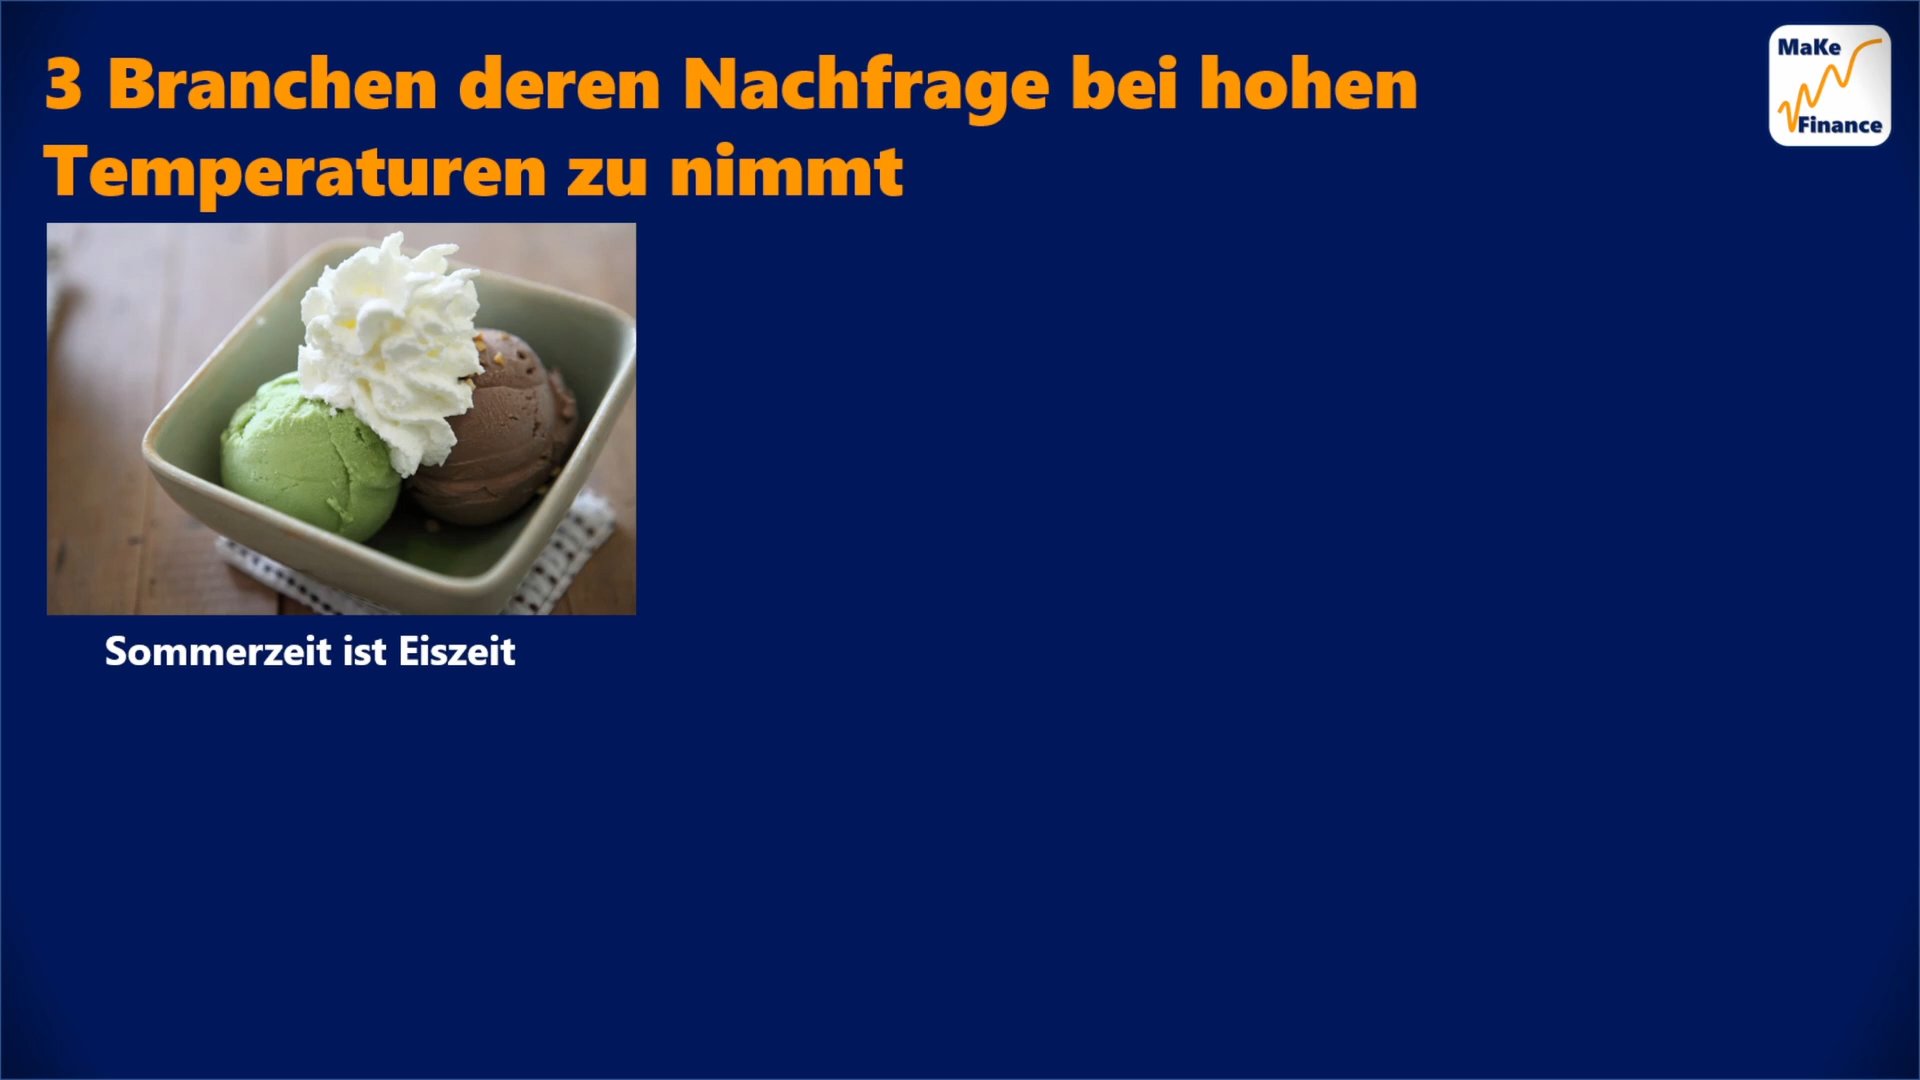 3 Branchen deren Nachfrage bei hohen
Temperaturen zu nimmt
MaKe
Finance
Sommerzeit ist Eiszeit